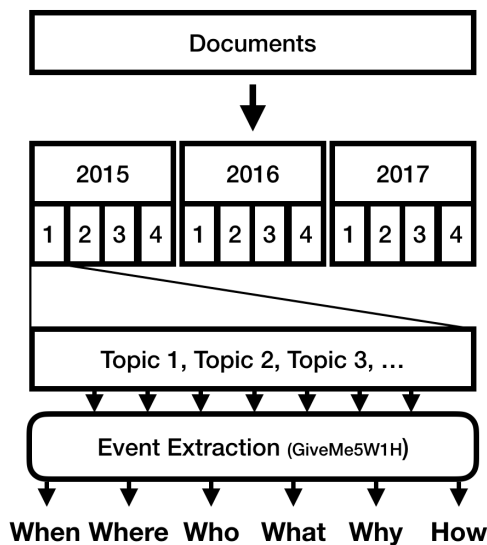 Documents
2015 2016 2017
1 2 3 4 1 2 3 4 1 2 3 4
Topic 1, Topic 2, Topic 3, ...
Event Extraction (GiveMe5W1H)
When Where Who What Why How